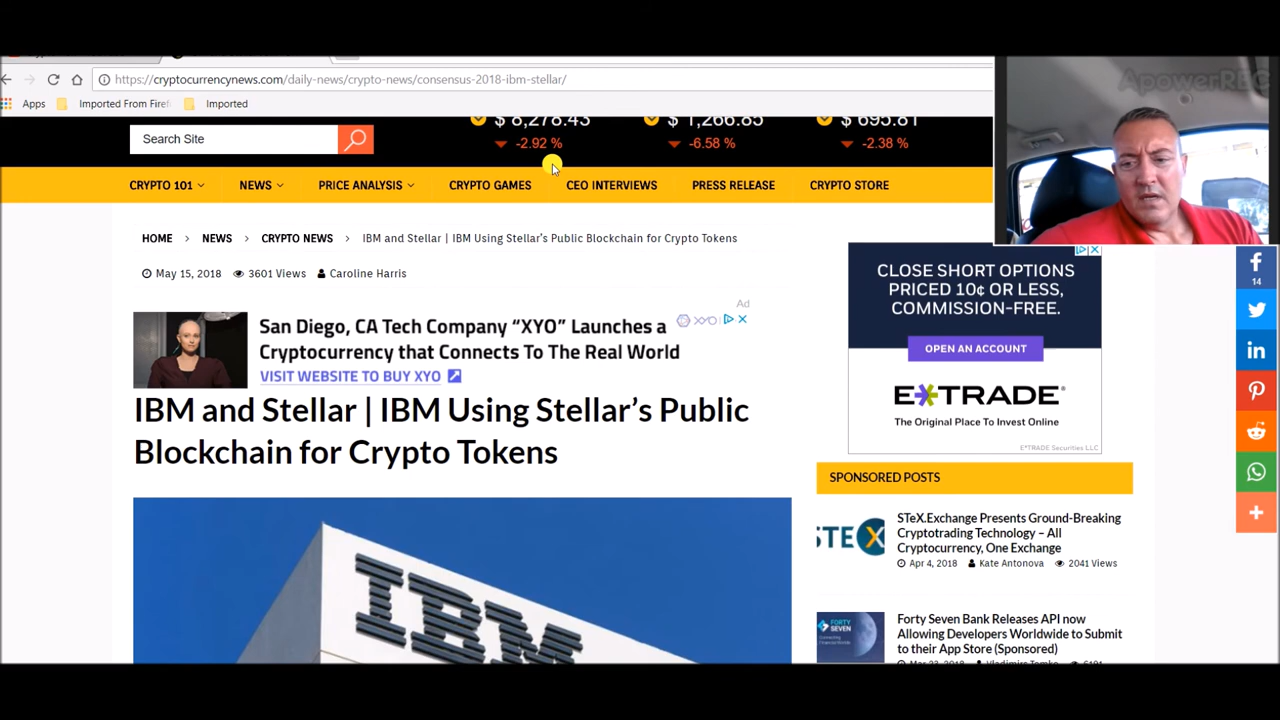 ApowerREC
https://cryptocurrencynews.com/daily-news/crypto-news/consensus-2018-ibm-stellar/
Apps Imported From Firef Imported
Search Site
$ 8,278.43 $ 1,266.85 $ 695.81
-2.92 % -6.58 % -2.38 %
CRYPTO 101 NEWS PRICE ANALYSIS CRYPTO GAMES CEO INTERVIEWS PRESS RELEASE CRYPTO STORE
HOME > NEWS > CRYPTO NEWS > IBM and Stellar | IBM Using Stellar's Public Blockchain for Crypto Tokens
May 15, 2018 3601 Views Caroline Harris
Ad
San Diego, CA Tech Company “XYO” Launches a
Cryptocurrency that Connects To The Real World
VISIT WEBSITE TO BUY XYO
XYO
IBM and Stellar | IBM Using Stellar’s Public
Blockchain for Crypto Tokens
IBM
CLOSE SHORT OPTIONS
PRICED 10¢ OR LESS,
COMMISSION-FREE.
OPEN AN ACCOUNT
E*TRADE
The Original Place To Invest Online
E*TRADE Securities LLC
SPONSORED POSTS
STEX
STeX.Exchange Presents Ground-Breaking
Cryptotrading Technology – All
Cryptocurrency, One Exchange
Apr 4, 2018 Kate Antonova 2041 Views
FORTY
SEVEN
Forty Seven Bank Releases API now
Allowing Developers Worldwide to Submit
to their App Store (Sponsored)
14